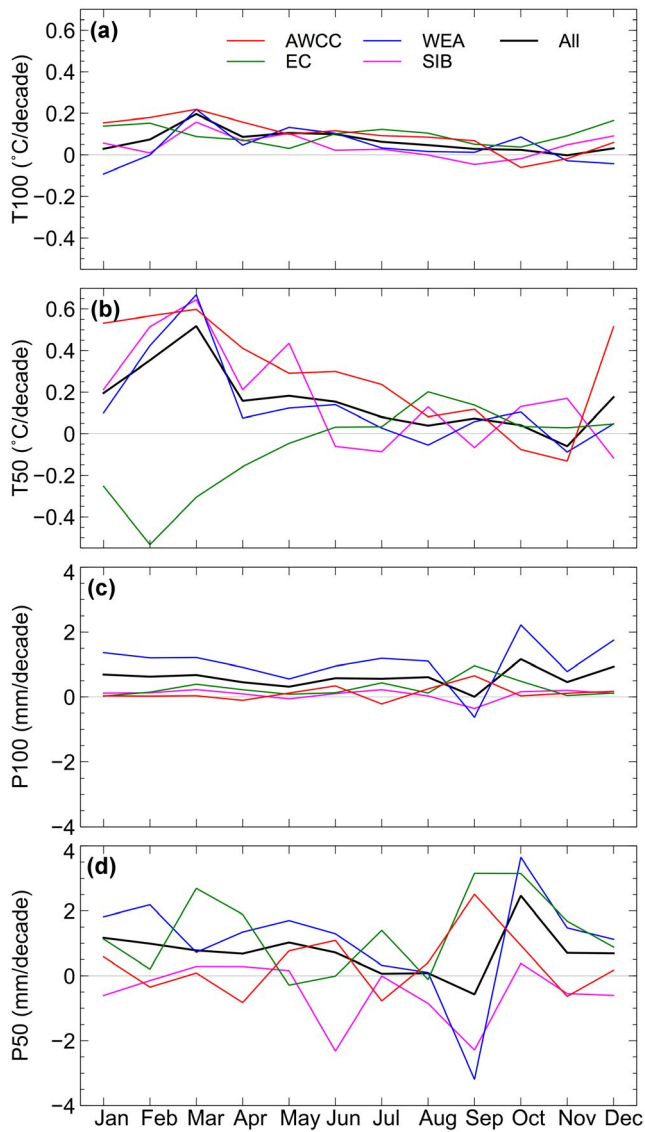 (a)
AWCC WEA All
EC SIB
0.6
0.4
0.2
0
−0.2
−0.4
T100 (˚C/decade)
(b)
0.6
0.4
0.2
0
−0.2
−0.4
T50 (˚C/decade)
(c)
4
2
0
−2
−4
P100 (mm/decade)
(d)
4
2
0
−2
−4
P50 (mm/decade)
Jan Feb Mar Apr May Jun Jul Aug Sep Oct Nov Dec